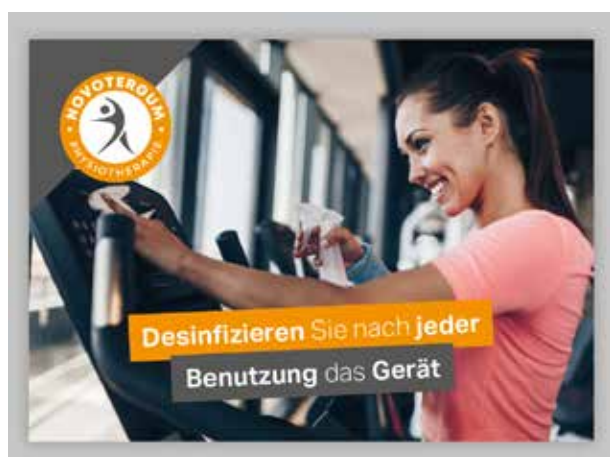 NOVOTERGUM
PHYSIOTHERAPIE
Desinfizieren Sie nach jeder
Benutzung das Gerät